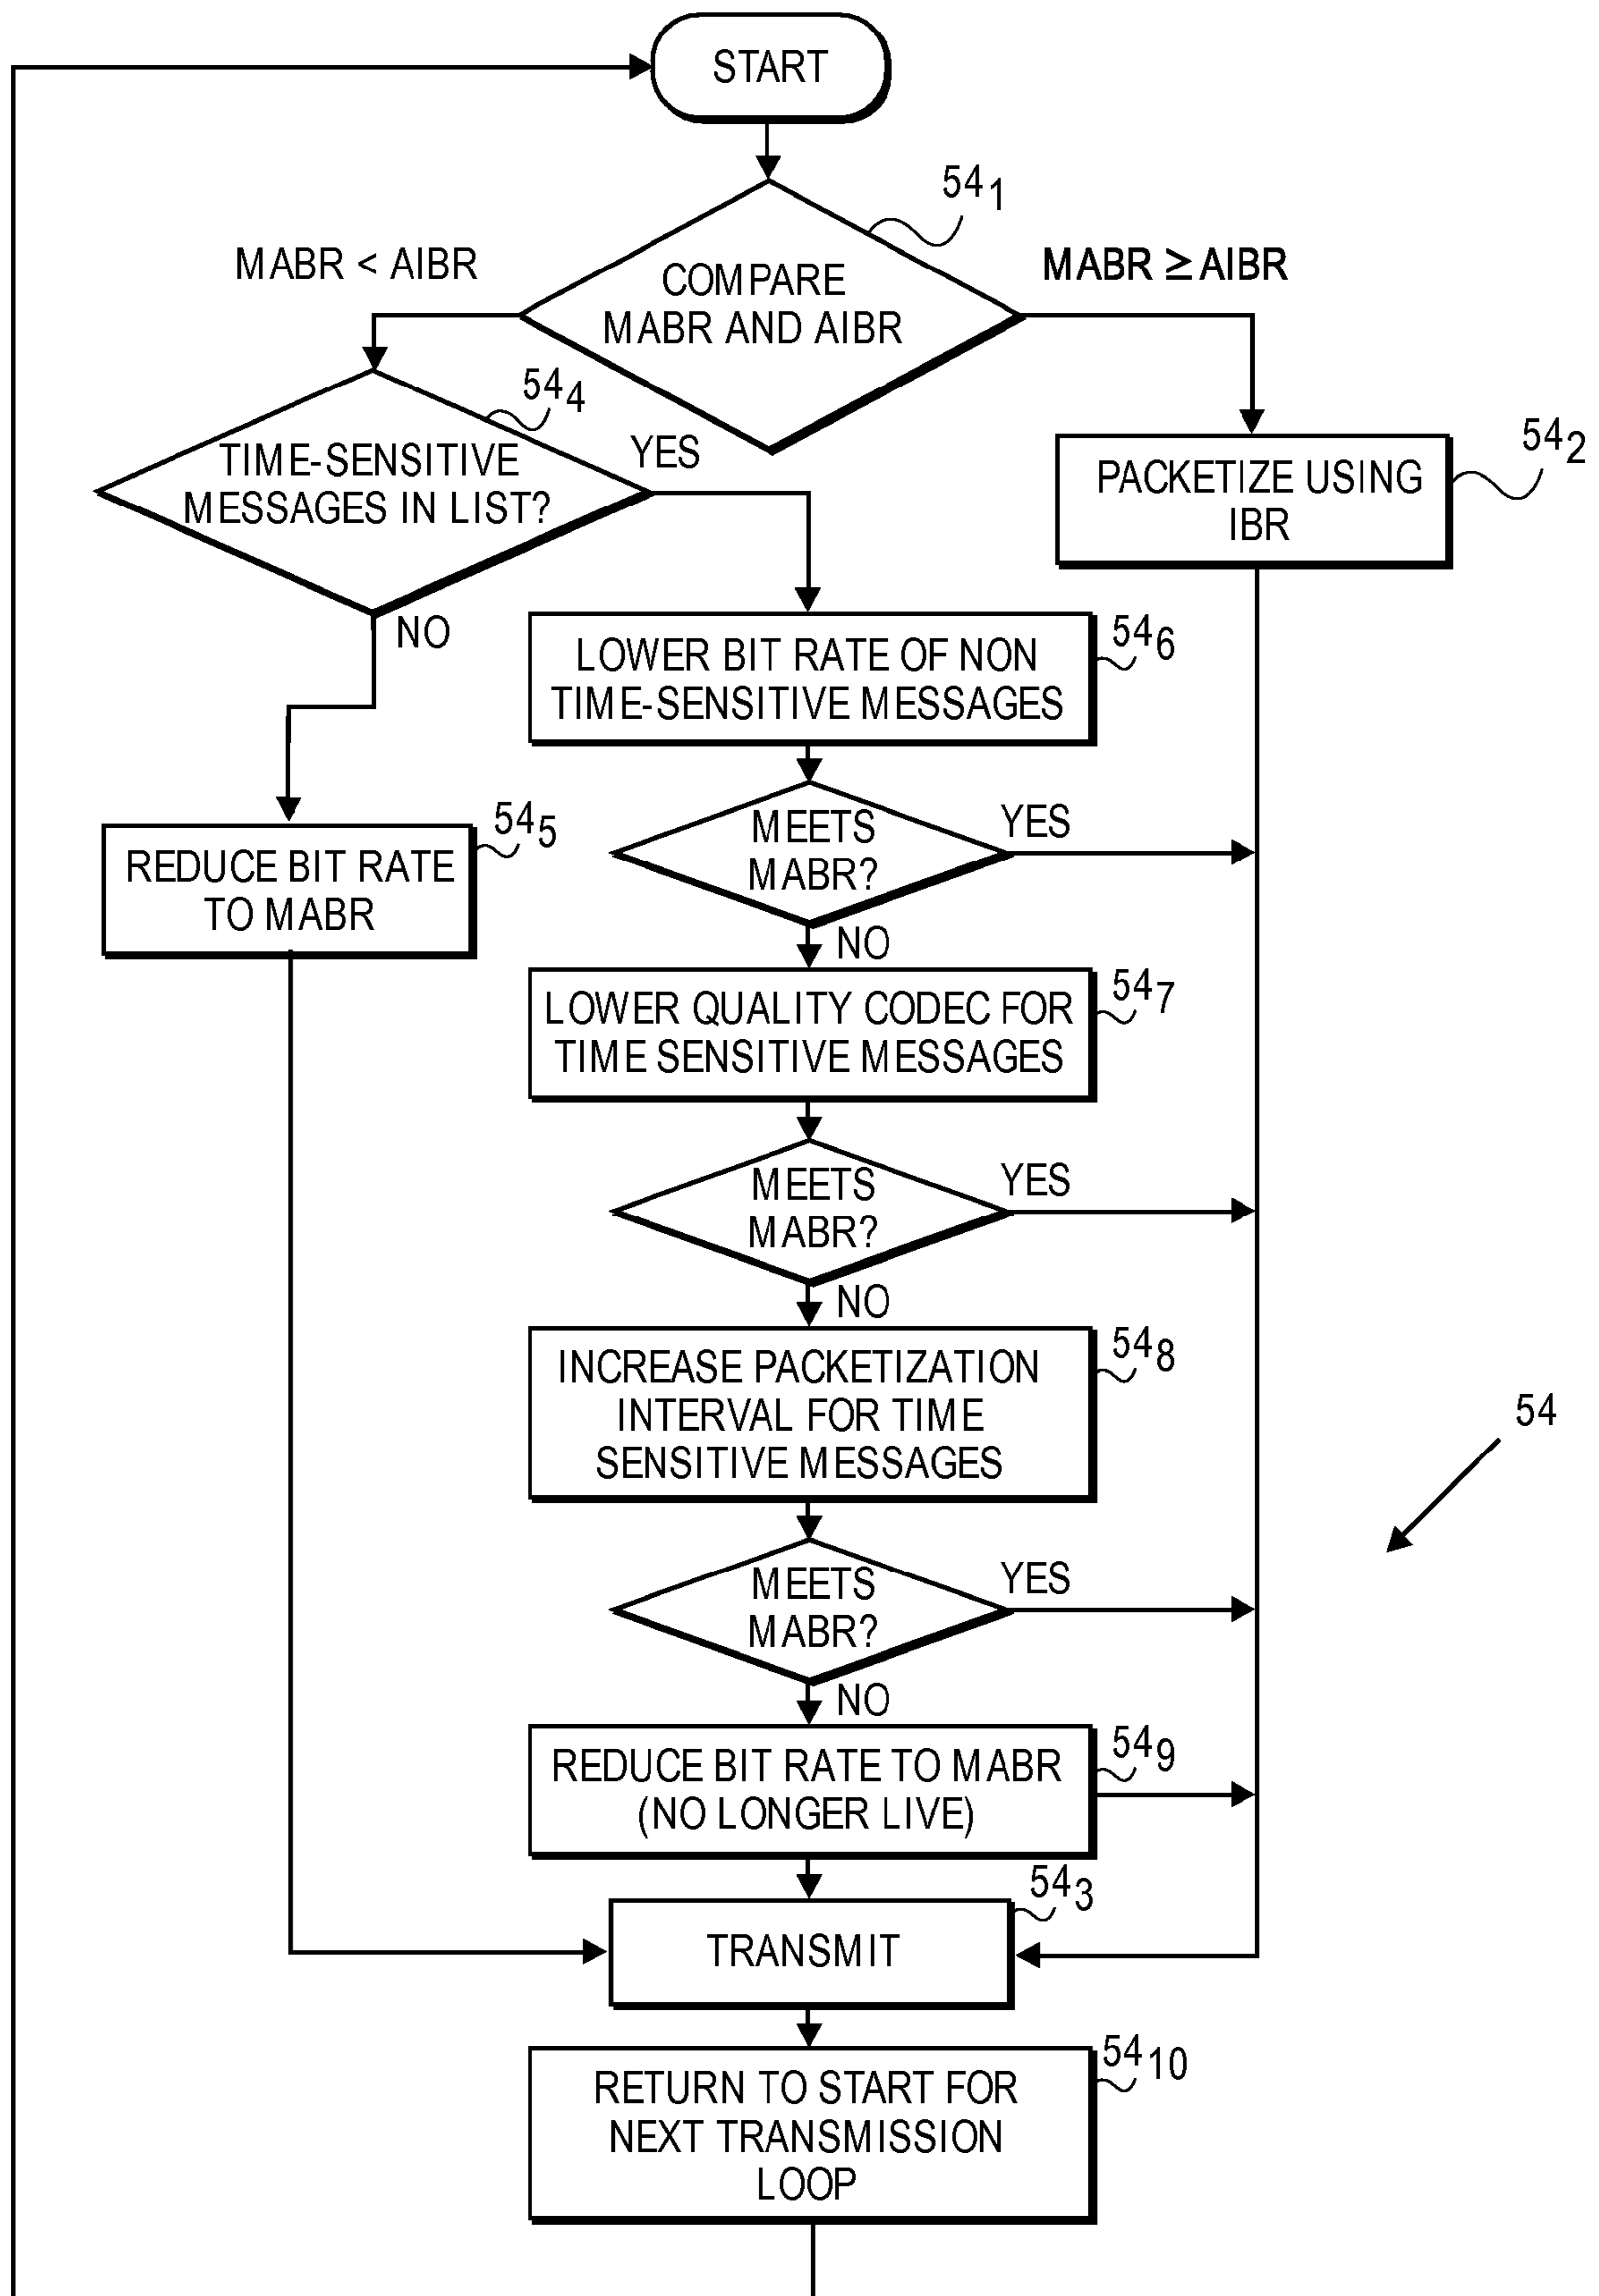 START
54₁
MABR < AIBR
MABR ≥ AIBR
COMPARE
MABR AND AIBR
54₄
TIME-SENSITIVE
MESSAGES IN LIST?
YES
NO
54₂
PACKETIZE USING
IBR
54₆
LOWER BIT RATE OF NON
TIME-SENSITIVE MESSAGES
MEETS
MABR?
YES
NO
54₅
REDUCE BIT RATE
TO MABR
54₇
LOWER QUALITY CODEC FOR
TIME SENSITIVE MESSAGES
MEETS
MABR?
YES
NO
54₈
INCREASE PACKETIZATION
INTERVAL FOR TIME
SENSITIVE MESSAGES
54
MEETS
MABR?
YES
NO
54₉
REDUCE BIT RATE TO MABR
(NO LONGER LIVE)
54₃
TRANSMIT
54₁₀
RETURN TO START FOR
NEXT TRANSMISSION
LOOP